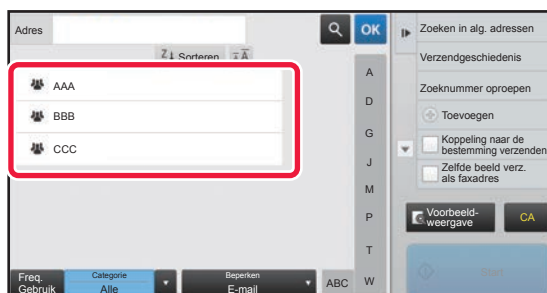 Adres
OK
Sorteren
AAA
BBB
CCC
A
D
G
J
M
P
T
W
Freq.
Gebruik
Categorie
Alle
Beperken
E-mail
ABC
Zoeken in alg. adressen
Verzendgeschiedenis
Zoeknummer oproepen
Toevoegen
Koppeling naar de
bestemming verzenden
Zelfde beeld verz.
als faxadres
Voorbeeld-
weergave
CA
Start